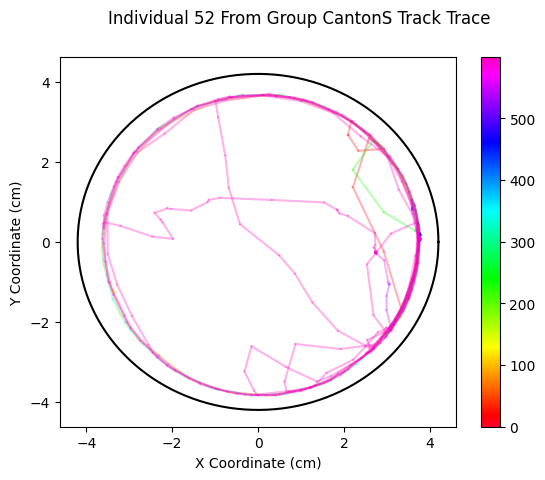 Individual 52 From Group CantonS Track Trace
4
2
0
−2
−4
Y Coordinate (cm)
−4 −2 0 2 4
X Coordinate (cm)
500
400
300
200
100
0